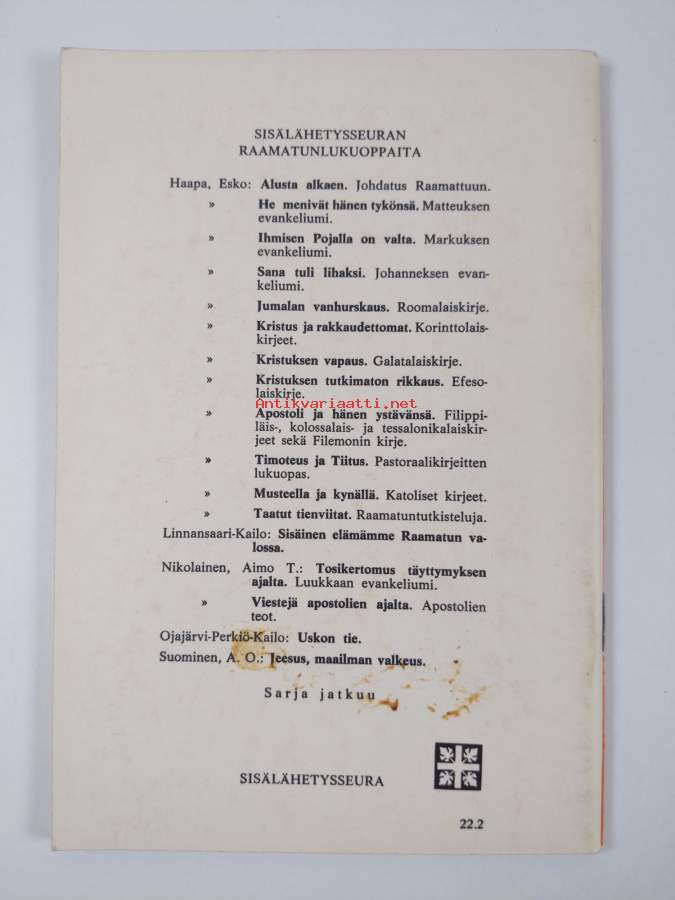 SISÄLÄHETYSSEURAN
RAAMATUNLUKUOPPAITA
Haapa, Esko: Alusta alkaen. Johdatus Raamattuun.
» He menivät hänen tykönsä. Matteuksen
evankeliumi.
» Ihmisen Pojalla on valta. Markuksen
evankeliumi.
» Sana tuli lihaksi. Johanneksen evan-
keliumi.
» Jumalan vanhurskaus. Roomalaiskirje.
» Kristus ja rakkaudettomat. Korinttolais-
kirjeet.
» Kristuksen vapaus. Galatalaiskirje.
» Kristuksen tutkimaton rikkaus. Efeso-
laiskirje.
Antikvariaatti.net
» Apostoli ja hänen ystävänsä. Filippi-
läis-, kolossalais- ja tessalonikalaiskir-
jeet sekä Filemonin kirje.
» Timoteus ja Tiitus. Pastoraalikirjeitten
lukuopas.
» Musteella ja kynällä. Katoliset kirjeet.
» Taatut tienviitat. Raamatuntutkisteluja.
Linnansaari-Kailo: Sisäinen elämämme Raamatun va-
lossa.
Nikolainen, Aimo T.: Tosikertomus täyttymyksen
ajalta. Luukkaan evankeliumi.
» Viestejä apostolien ajalta. Apostolien
teot.
Ojajärvi-Perkiö-Kailo: Uskon tie.
Suominen, A. O.: Jeesus, maailman valkeus.
Sarja jatkuu
SISÄLÄHETYSSEURA
22.2